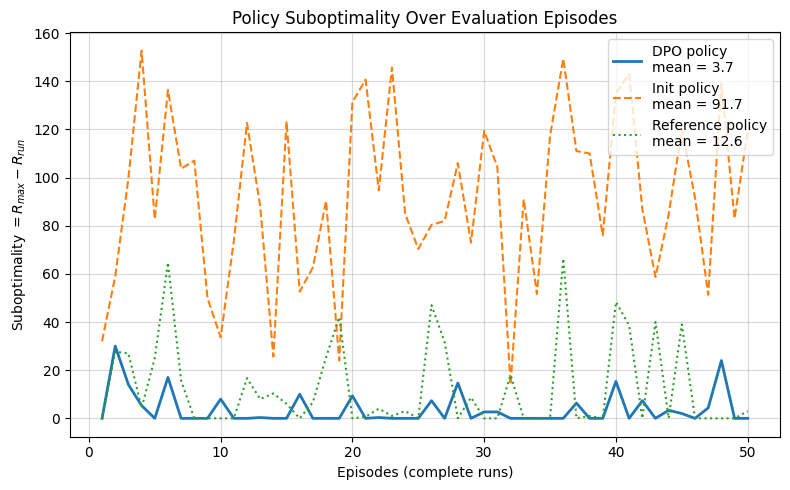 Policy Suboptimality Over Evaluation Episodes
Suboptimality = R_max − R_run
160
140
120
100
80
60
40
20
0
DPO policy
mean = 3.7
Init policy
mean = 91.7
Reference policy
mean = 12.6
0
10
20
30
40
50
Episodes (complete runs)